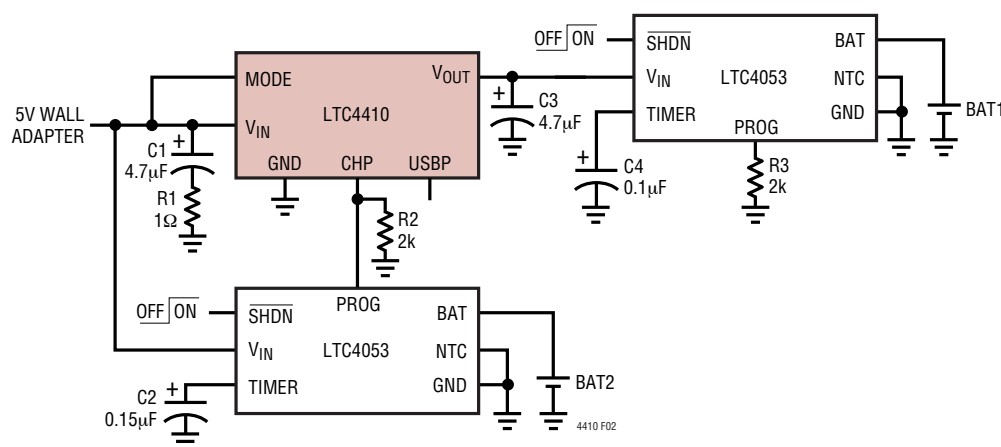 5V WALL
ADAPTER
C1
4.7µF
R1
1Ω
MODE
VIN
LTC4410
VOUT
GND
CHP
USBP
C3
4.7µF
R2
2k
OFF ON
SHDN
VIN
TIMER
LTC4053
BAT
NTC
GND
PROG
C4
0.1µF
R3
2k
BAT1
OFF ON
PROG
SHDN
VIN
TIMER
LTC4053
BAT
NTC
GND
C2
0.15µF
BAT2
4410 F02